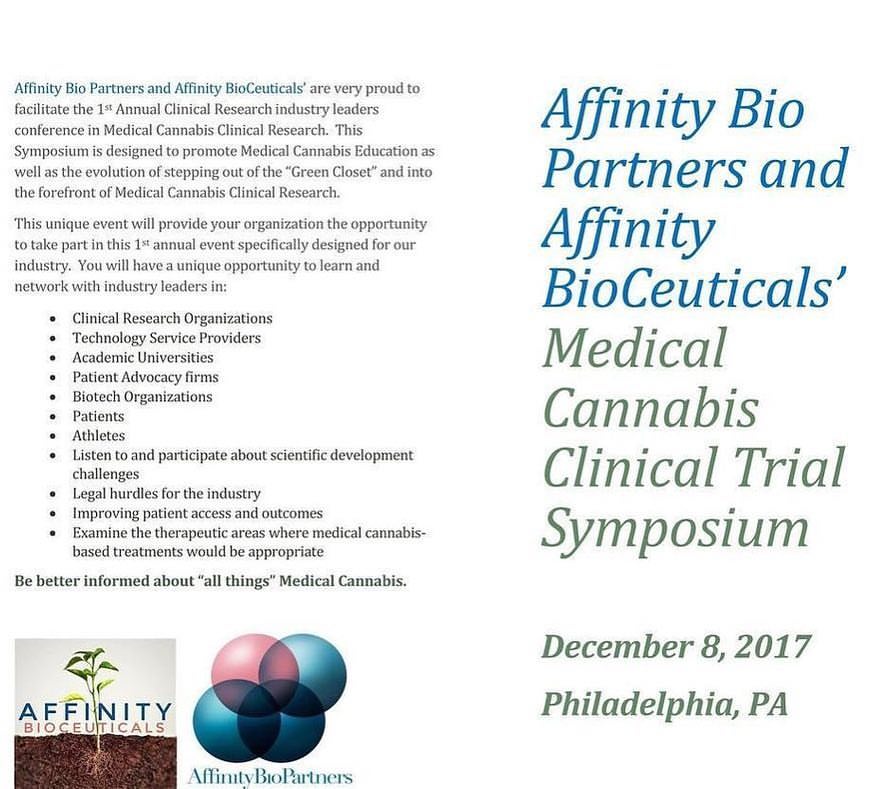 Affinity Bio Partners and Affinity BioCeuticals’ are very proud to
facilitate the 1st Annual Clinical Research industry leaders
conference in Medical Cannabis Clinical Research. This
Symposium is designed to promote Medical Cannabis Education as
well as the evolution of stepping out of the “Green Closet” and into
the forefront of Medical Cannabis Clinical Research.
This unique event will provide your organization the opportunity
to take part in this 1st annual event specifically designed for our
industry. You will have a unique opportunity to learn and
network with industry leaders in:
• Clinical Research Organizations
• Technology Service Providers
• Academic Universities
• Patient Advocacy firms
• Biotech Organizations
• Patients
• Athletes
• Listen to and participate about scientific development
challenges
• Legal hurdles for the industry
• Improving patient access and outcomes
• Examine the therapeutic areas where medical cannabis-
based treatments would be appropriate
Be better informed about “all things” Medical Cannabis.
AFFINITY
BIOCEUTICALS
AffinityBioPartners
Affinity Bio
Partners and
Affinity
BioCeuticals’
Medical
Cannabis
Clinical Trial
Symposium
December 8, 2017
Philadelphia, PA